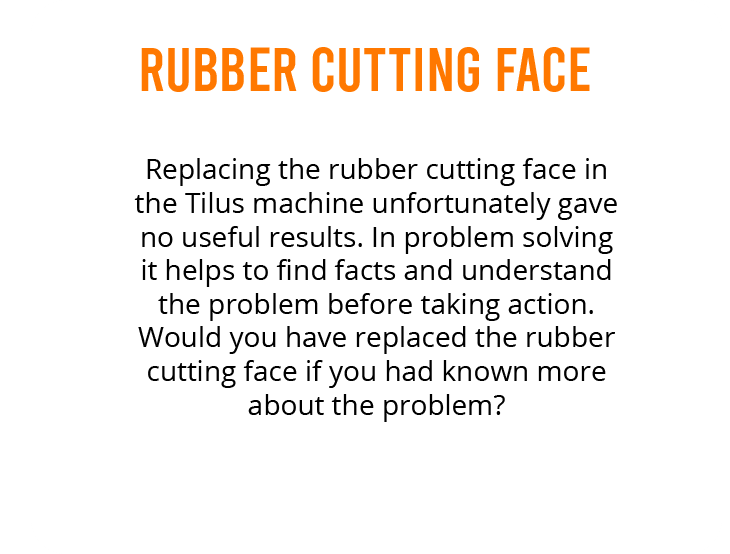 RUBBER CUTTING FACE
Replacing the rubber cutting face in
the Tilus machine unfortunately gave
no useful results. In problem solving
it helps to find facts and understand
the problem before taking action.
Would you have replaced the rubber
cutting face if you had known more
about the problem?